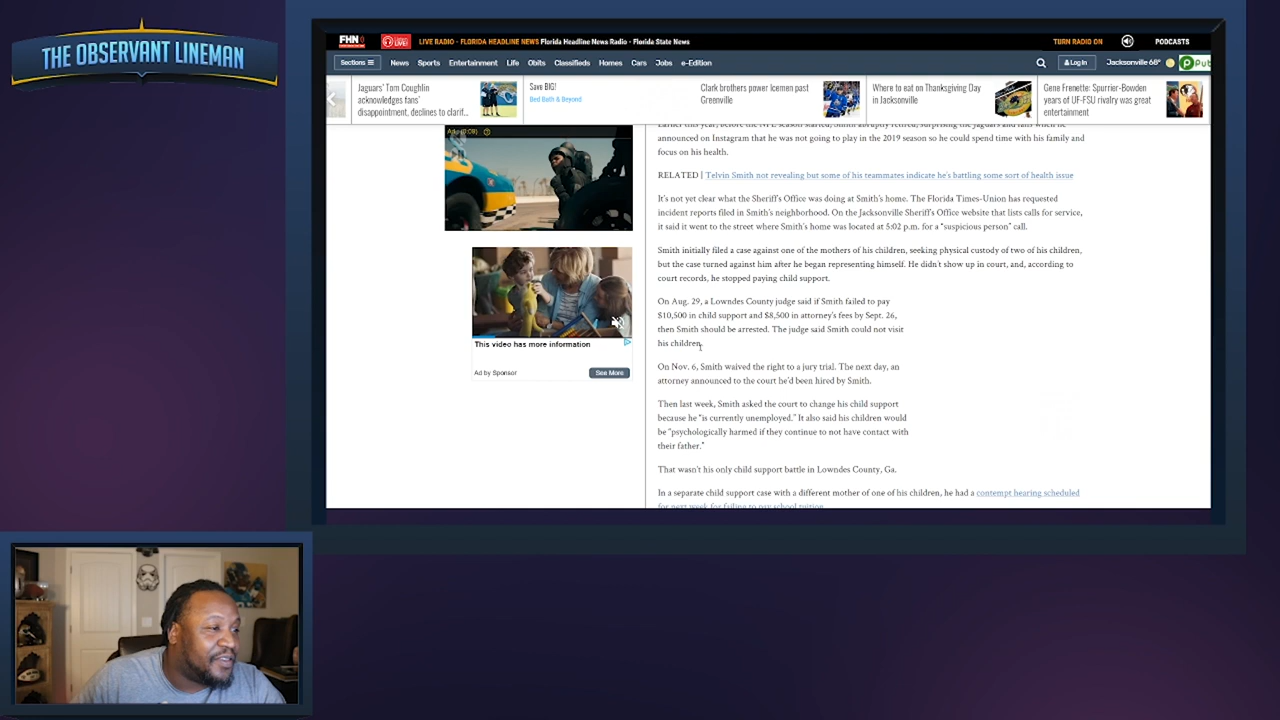 THE OBSERVANT LINEMAN
FHN
LIVE RADIO - FLORIDA HEADLINE NEWS Florida Headline News Radio - Florida State News
TURN RADIO ON
PODCASTS
Sections
News
Sports
Entertainment
Life
Obits
Classifieds
Homes
Cars
Jobs
e-Edition
Log In
Jacksonville 68°
Pub
Jaguars' Tom Coughlin
acknowledges fans'
disappointment, declines to clarif...
Save BIG!
Bed Bath & Beyond
Clark brothers power Icemen past
Greenville
Where to eat on Thanksgiving Day
in Jacksonville
Gene Frenette: Spurrier-Bowden
years of UF-FSU rivalry was great
entertainment
announced on Instagram that he was not going to play in the 2019 season so he could spend time with his family and
focus on his health.
RELATED | Telvin Smith not revealing but some of his teammates indicate he's battling some sort of health issue
It's not yet clear what the Sheriff's Office was doing at Smith's home. The Florida Times-Union has requested
incident reports filed in Smith's neighborhood. On the Jacksonville Sheriff's Office website that lists calls for service,
it said it went to the street where Smith's home was located at 5:02 p.m. for a "suspicious person" call.
Smith initially filed a case against one of the mothers of his children, seeking physical custody of two of his children,
but the case turned against him after he began representing himself. He didn't show up in court, and, according to
court records, he stopped paying child support.
On Aug. 29, a Lowndes County judge said if Smith failed to pay
$10,500 in child support and $8,500 in attorney's fees by Sept. 26,
then Smith should be arrested. The judge said Smith could not visit
his children.
On Nov. 6, Smith waived the right to a jury trial. The next day, an
attorney announced to the court he'd been hired by Smith.
Then last week, Smith asked the court to change his child support
because he "is currently unemployed." It also said his children would
be "psychologically harmed if they continue to not have contact with
their father."
That wasn't his only child support battle in Lowndes County, Ga.
In a separate child support case with a different mother of one of his children, he had a contempt hearing scheduled
for next week for failing to pay school tuition.
This video has more information
Ad by Sponsor
See More